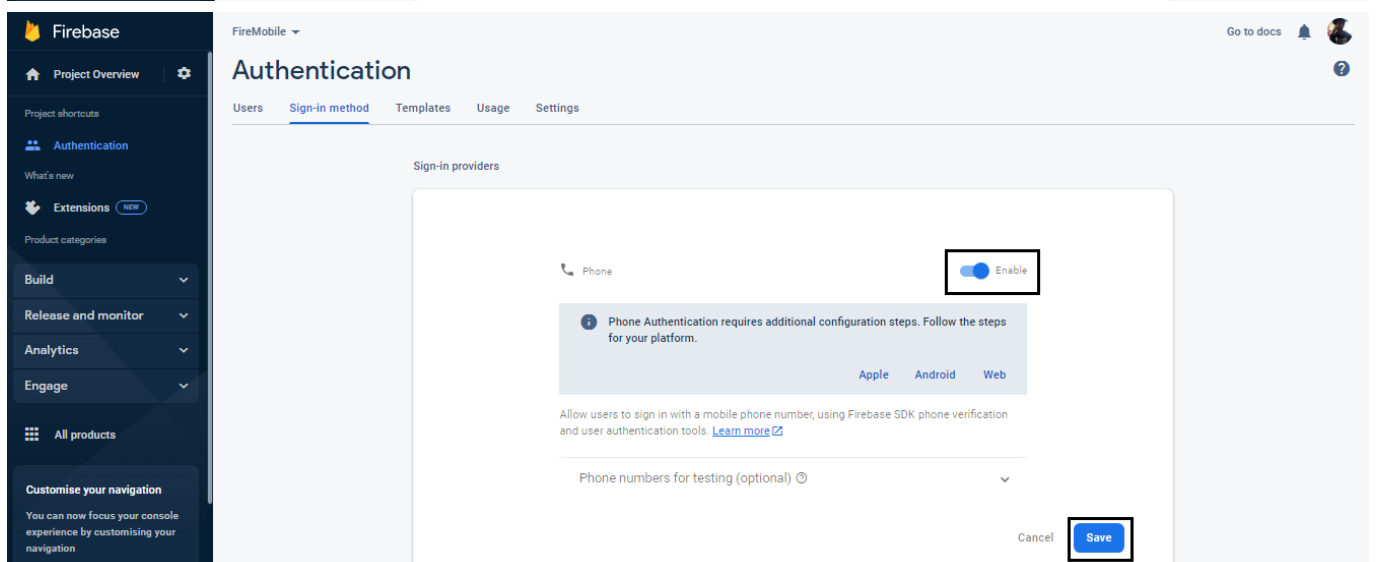 Firebase
Project Overview
Project shortcuts
Authentication
What's new
Extensions NEW
Product categories
Build
Release and monitor
Analytics
Engage
All products
Customise your navigation
You can now focus your console
experience by customising your
navigation
FireMobile
Go to docs
Authentication
Users Sign-in method Templates Usage Settings
Sign-in providers
Phone
Enable
Phone Authentication requires additional configuration steps. Follow the steps
for your platform.
Apple Android Web
Allow users to sign in with a mobile phone number, using Firebase SDK phone verification
and user authentication tools. Learn more
Phone numbers for testing (optional)
Cancel Save